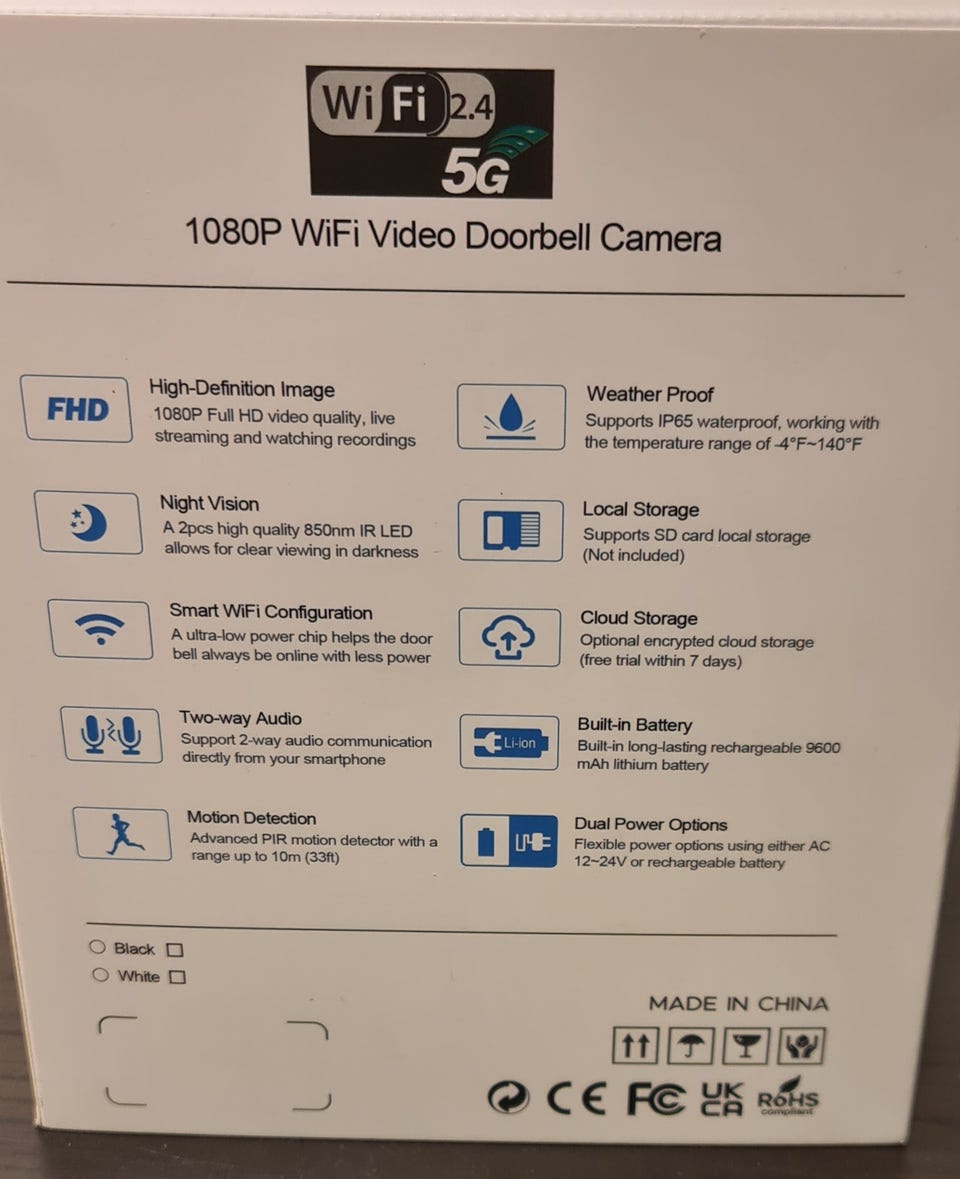 WiFi 2.4
5G
1080P WiFi Video Doorbell Camera
FHD
High-Definition Image
1080P Full HD video quality, live
streaming and watching recordings
Night Vision
A 2pcs high quality 850nm IR LED
allows for clear viewing in darkness
Smart WiFi Configuration
A ultra-low power chip helps the door
bell always be online with less power
Two-way Audio
Support 2-way audio communication
directly from your smartphone
Motion Detection
Advanced PIR motion detector with a
range up to 10m (33ft)
Weather Proof
Supports IP65 waterproof, working with
the temperature range of -4°F~140°F
Local Storage
Supports SD card local storage
(Not included)
Cloud Storage
Optional encrypted cloud storage
(free trial within 7 days)
Li-ion
Built-in Battery
Built-in long-lasting rechargeable 9600
mAh lithium battery
Dual Power Options
Flexible power options using either AC
12~24V or rechargeable battery
Black
White
MADE IN CHINA
CE FC UK
CA
RoHS
compliant